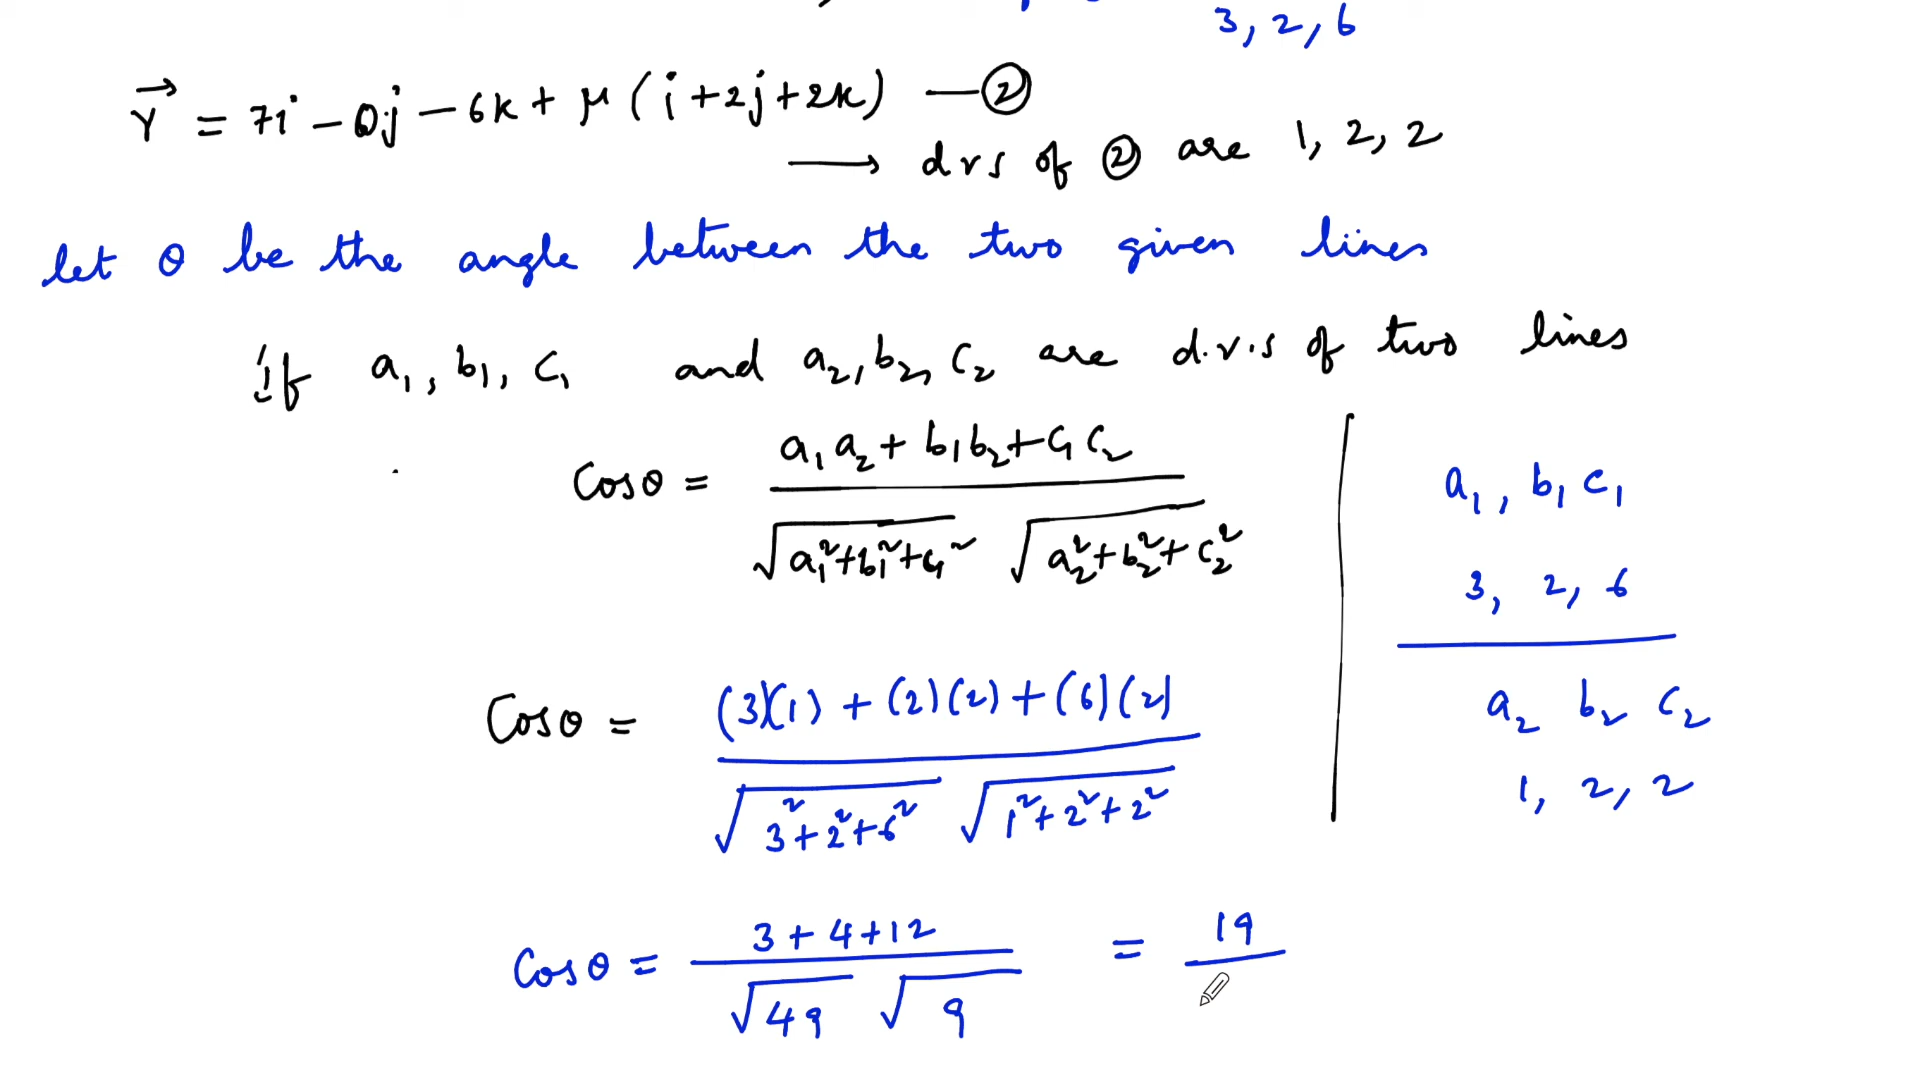 3, 2, 6
r⃗ = 7i – 0j – 6k + μ (i+2j+2k) —②
⟶ drs of ② are 1, 2, 2
let θ be the angle between the two given lines
if a₁, b₁, c₁ and a₂, b₂, c₂ are d.r.s of two lines
Cosθ = (a₁a₂ + b₁b₂ + c₁c₂) / (√(a₁²+b₁²+c₁²) √(a₂²+b₂²+c₂²))
a₁, b₁ c₁
3, 2, 6
Cosθ = ((3)(1) + (2)(2) + (6)(2)) / (√(3²+2²+6²) √(1²+2²+2²))
a₂ b₂ c₂
1, 2, 2
Cosθ = (3+4+12) / (√49 √9) = 19/